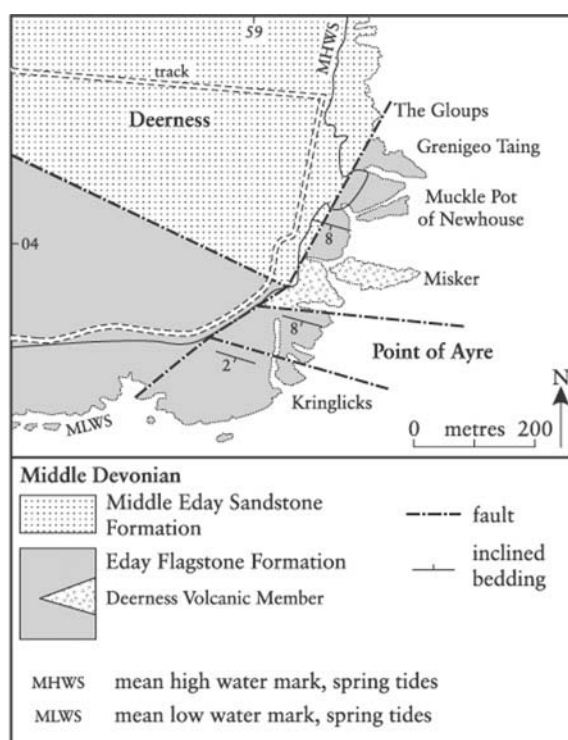 59
MHWS
track
The Gloups
Deerness
Grenigeo Taing
Muckle Pot
of Newhouse
04
8
Misker
8
Point of Ayre
2
Kringlicks
N
MLWS
0 metres 200
Middle Devonian
Middle Eday Sandstone
Formation
fault
Eday Flagstone Formation
inclined
bedding
Deerness Volcanic Member
MHWS mean high water mark, spring tides
MLWS mean low water mark, spring tides